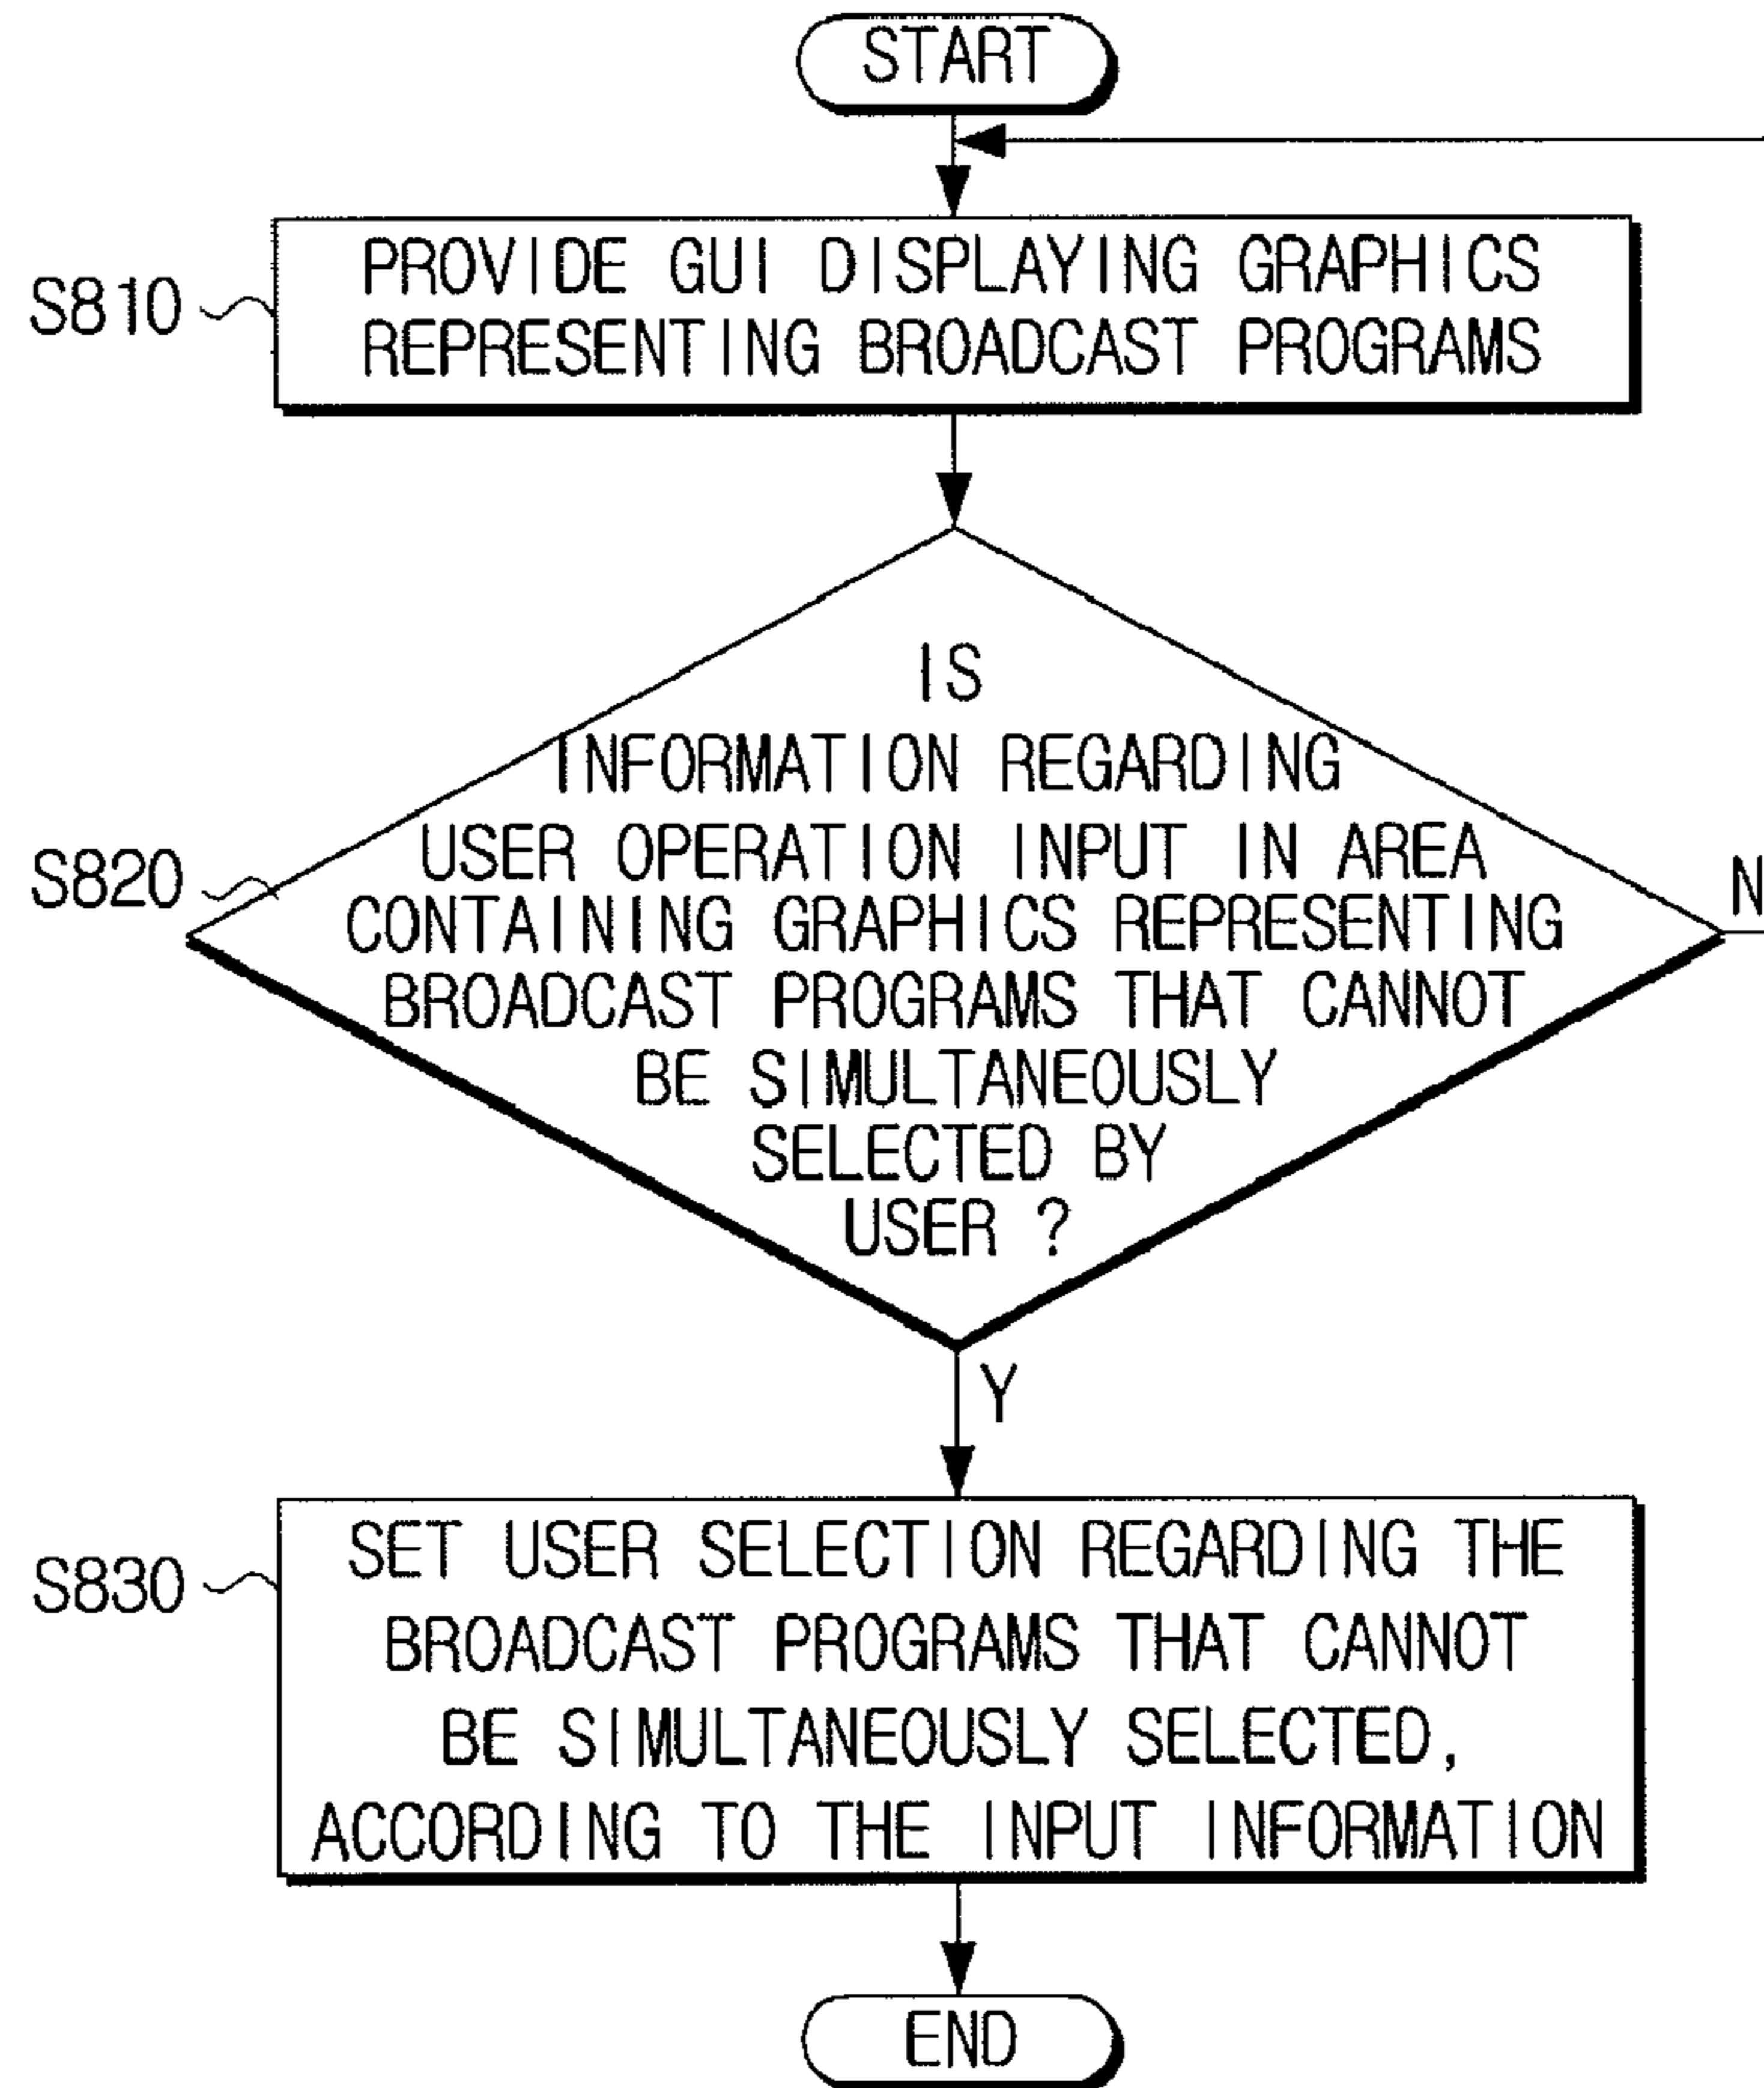 START
S810
PROVIDE GUI DISPLAYING GRAPHICS
REPRESENTING BROADCAST PROGRAMS
S820
IS
INFORMATION REGARDING
USER OPERATION INPUT IN AREA
CONTAINING GRAPHICS REPRESENTING
BROADCAST PROGRAMS THAT CANNOT
BE SIMULTANEOUSLY
SELECTED BY
USER ?
N
Y
S830
SET USER SELECTION REGARDING THE
BROADCAST PROGRAMS THAT CANNOT
BE SIMULTANEOUSLY SELECTED,
ACCORDING TO THE INPUT INFORMATION
END